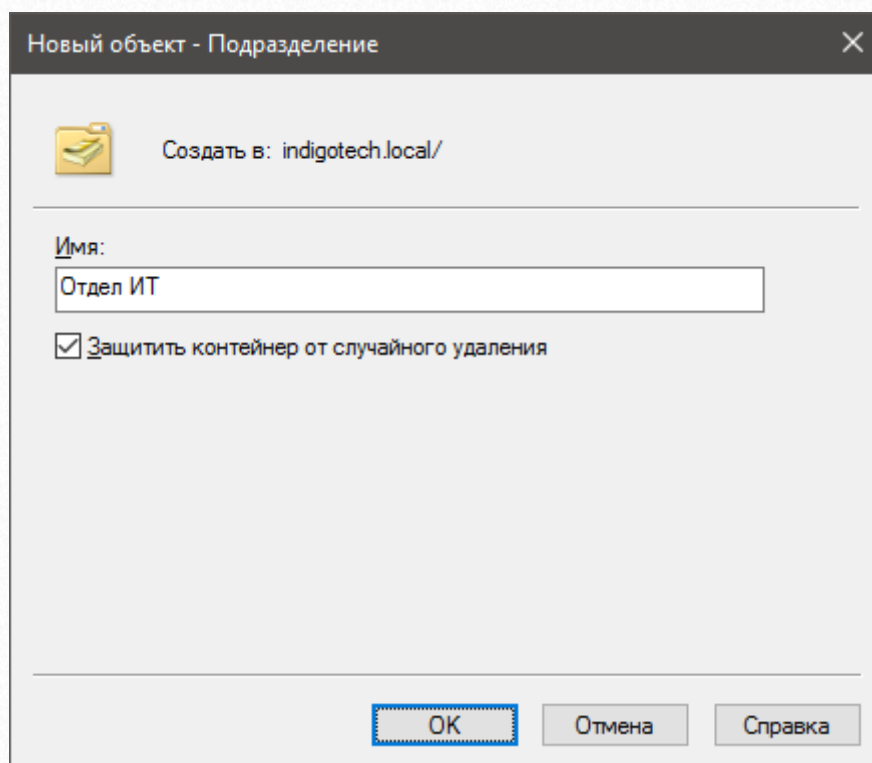 Новый объект - Подразделение
Создать в: indigotech.local/
Имя:
Отдел ИТ
Защитить контейнер от случайного удаления
OK Отмена Справка